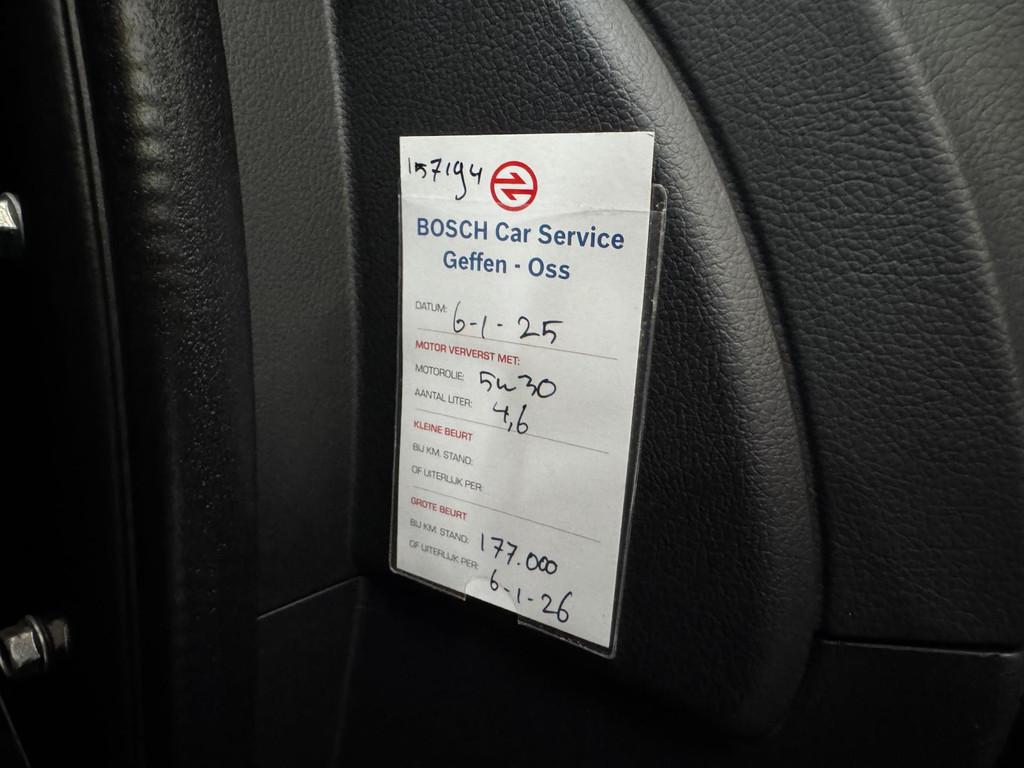 157194
BOSCH Car Service
Geffen - Oss
DATUM: 6-1-25
MOTOR VERVERST MET:
MOTOROLIE: 5w30
AANTAL LITER: 4,6
KLEINE BEURT
BIJ KM. STAND:
OF UITERLIJK PER:
GROTE BEURT
BIJ KM. STAND: 177.000
OF UITERLIJK PER: 6-1-26